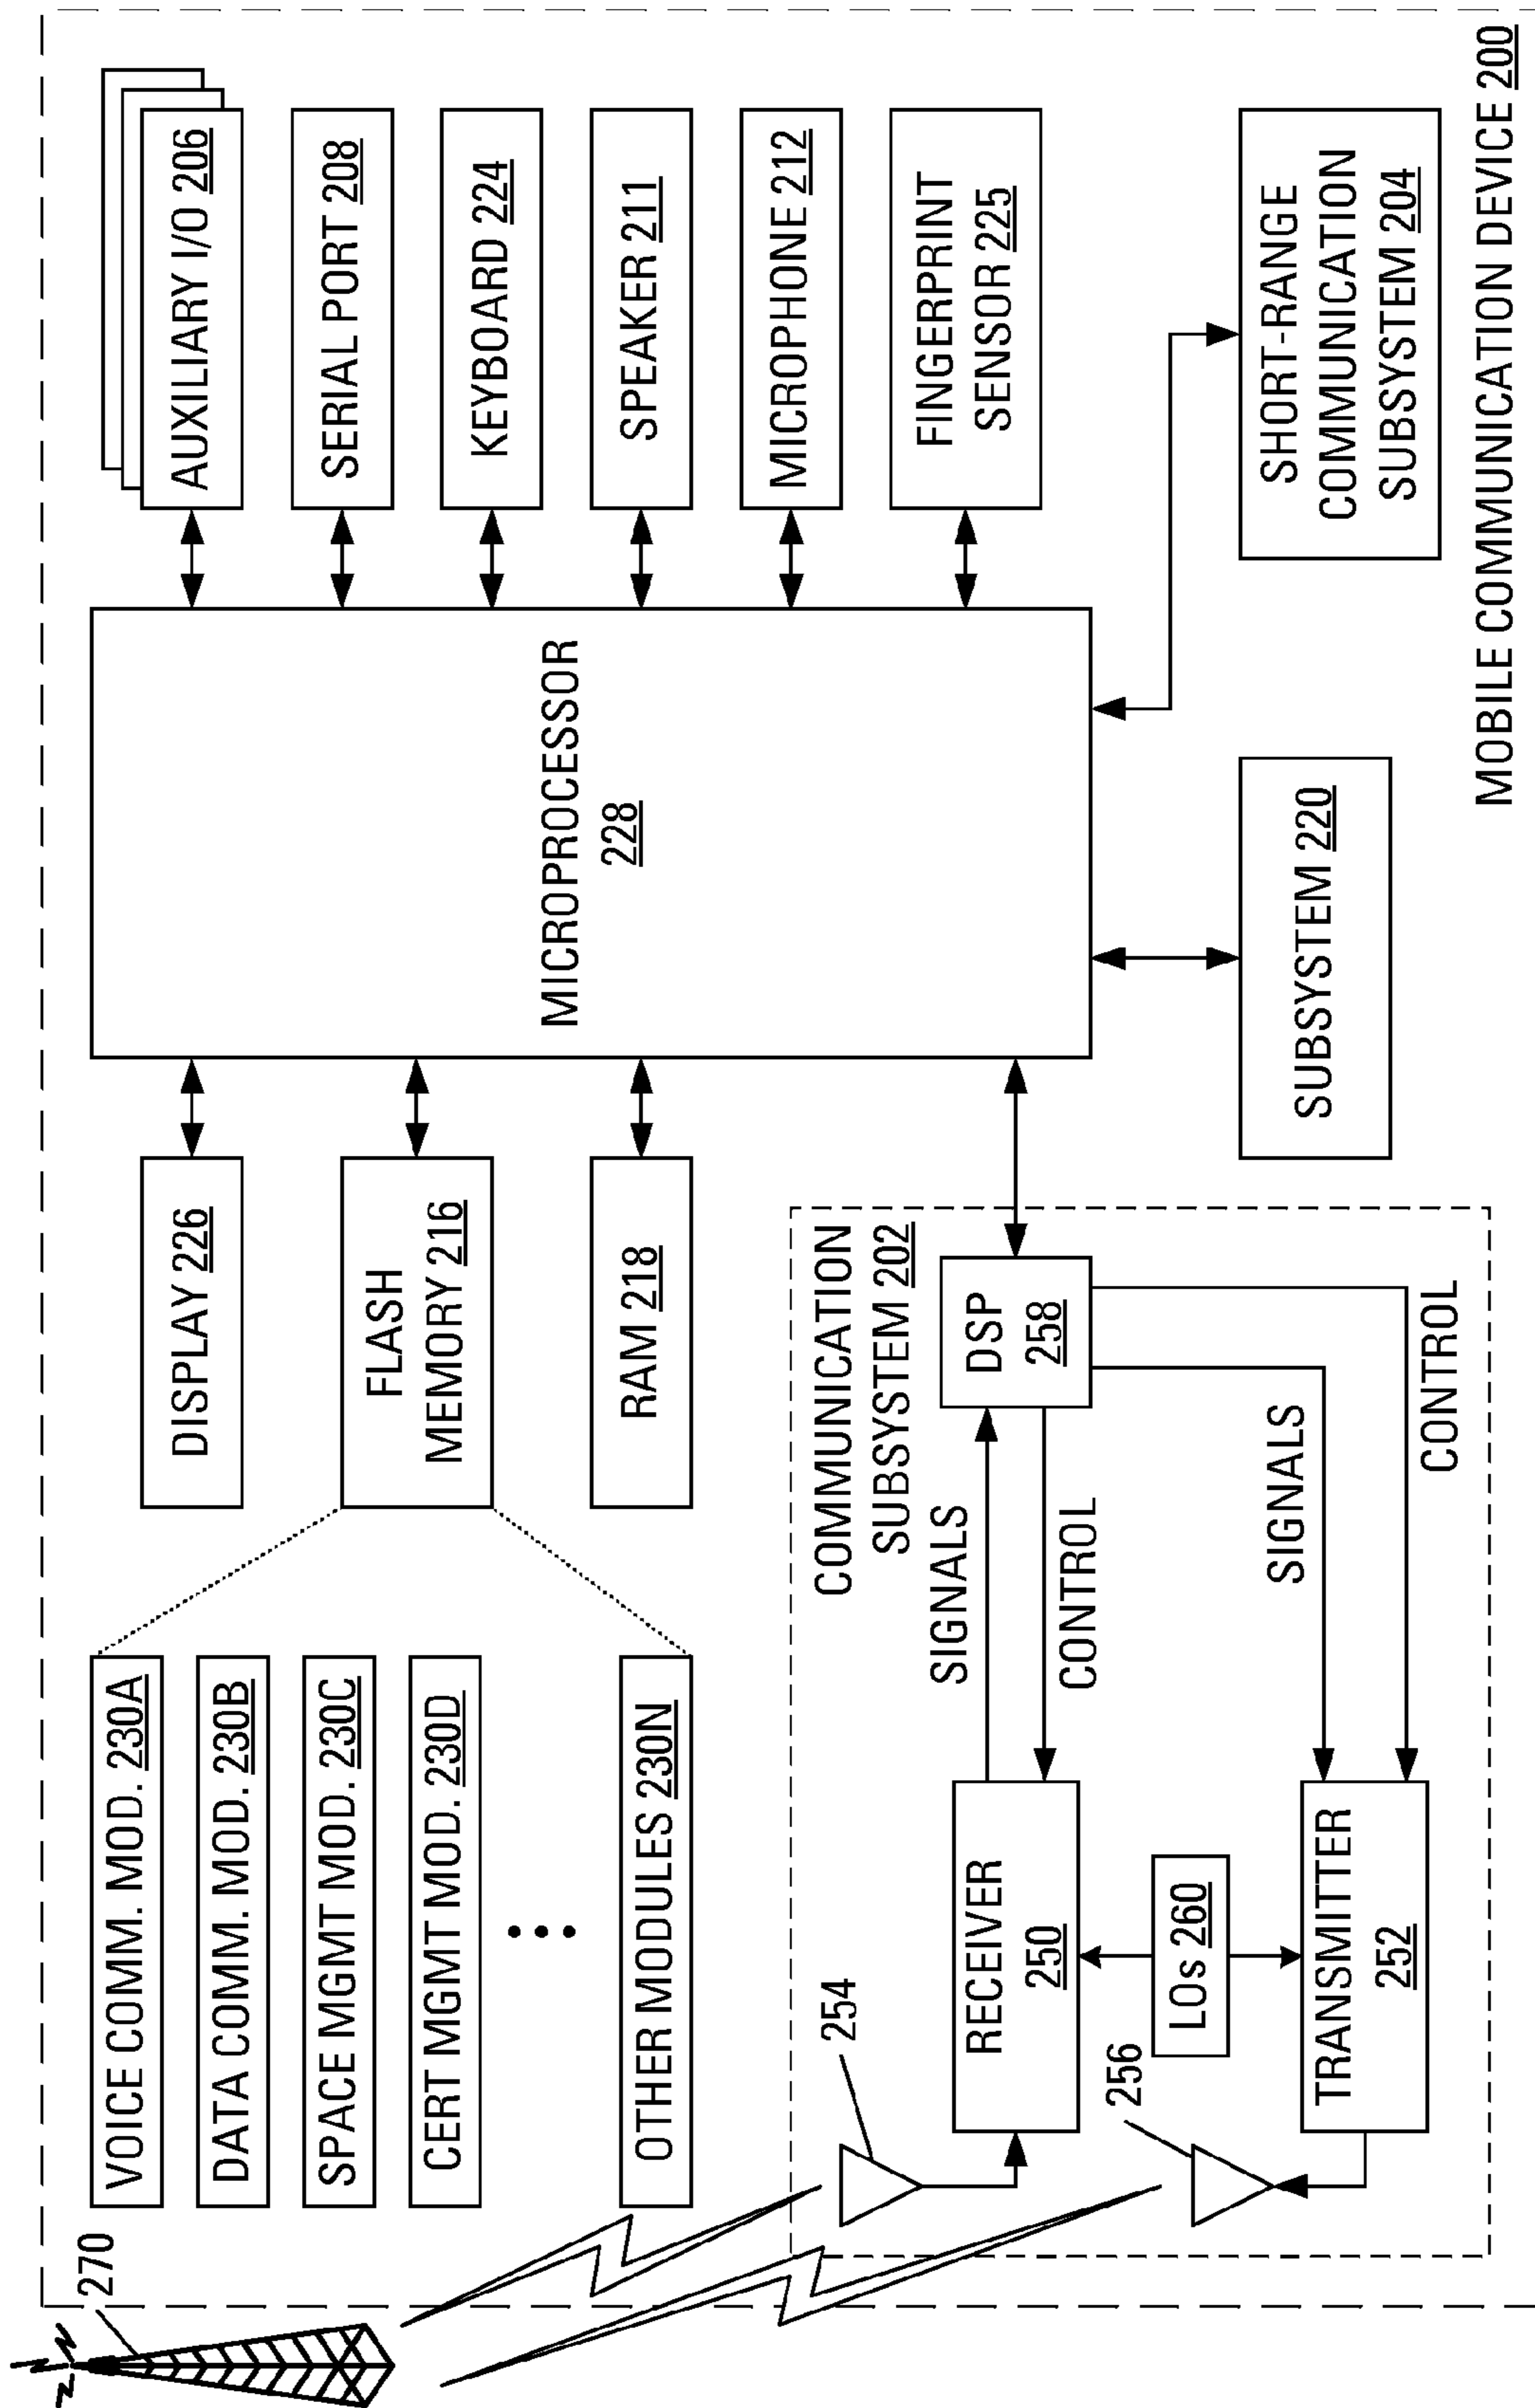 270
VOICE COMM. MOD. 230A
DATA COMM. MOD. 230B
SPACE MGMT MOD. 230C
CERT MGMT MOD. 230D
OTHER MODULES 230N
DISPLAY 226
FLASH
MEMORY 216
RAM 218
MICROPROCESSOR
228
AUXILIARY I/O 206
SERIAL PORT 208
KEYBOARD 224
SPEAKER 211
MICROPHONE 212
FINGERPRINT
SENSOR 225
COMMUNICATION
SUBSYSTEM 202
254
RECEIVER
250
SIGNALS
CONTROL
DSP
258
256
LOs 260
TRANSMITTER
252
SIGNALS
CONTROL
SUBSYSTEM 220
SHORT-RANGE
COMMUNICATION
SUBSYSTEM 204
MOBILE COMMUNICATION DEVICE 200